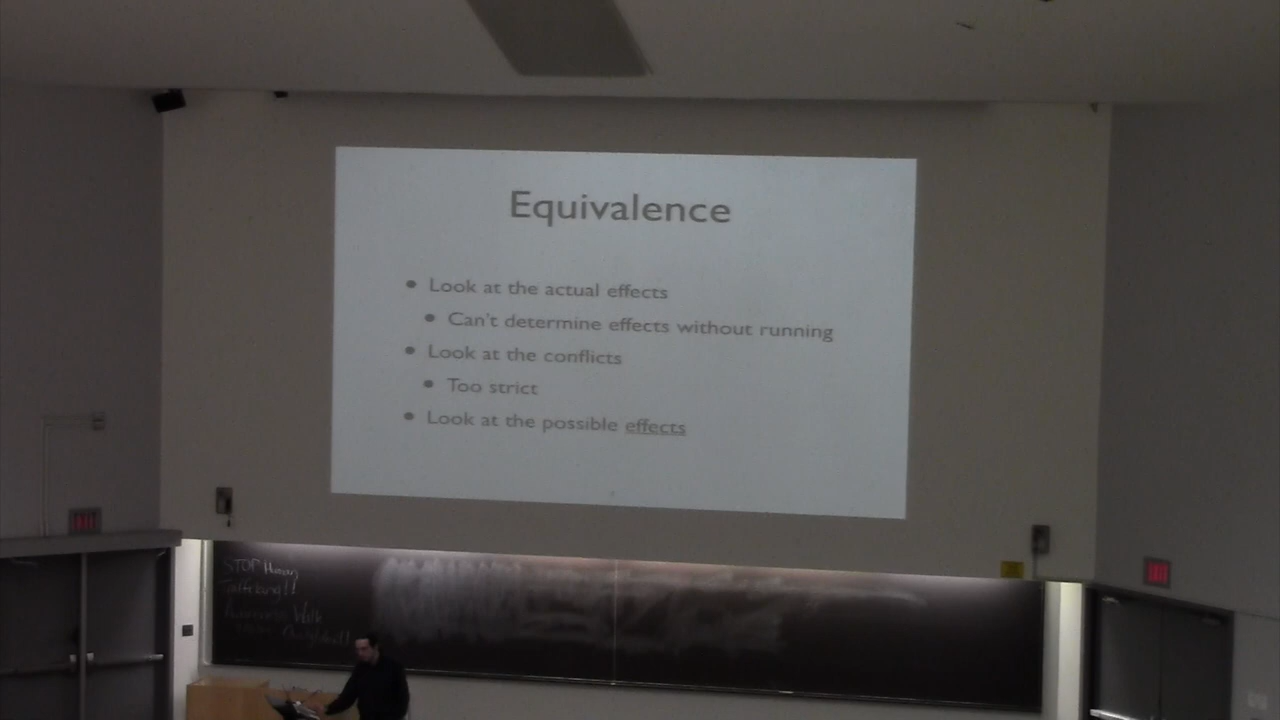 Equivalence
• Look at the actual effects
• Can't determine effects without running
• Look at the conflicts
• Too strict
• Look at the possible effects
EXIT
EXIT
STOP Human
Trafficking!!
Walk